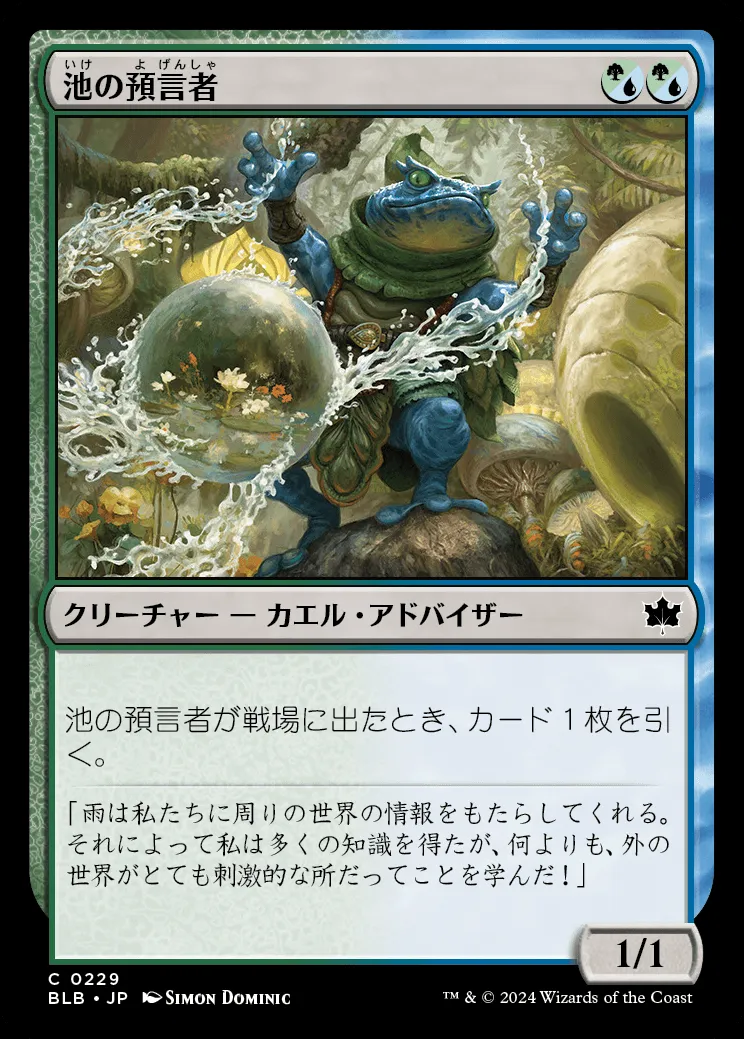 いけ よ げんしゃ
池の預言者
クリーチャー — カエル・アドバイザー
池の預言者が戦場に出たとき、カード１枚を引
く。
「雨は私たちに周りの世界の情報をもたらしてくれる。
それによって私は多くの知識を得たが、何よりも、外の
世界がとても刺激的な所だってことを学んだ！」
1/1
C 0229
BLB • JP Simon Dominic
™ & © 2024 Wizards of the Coast